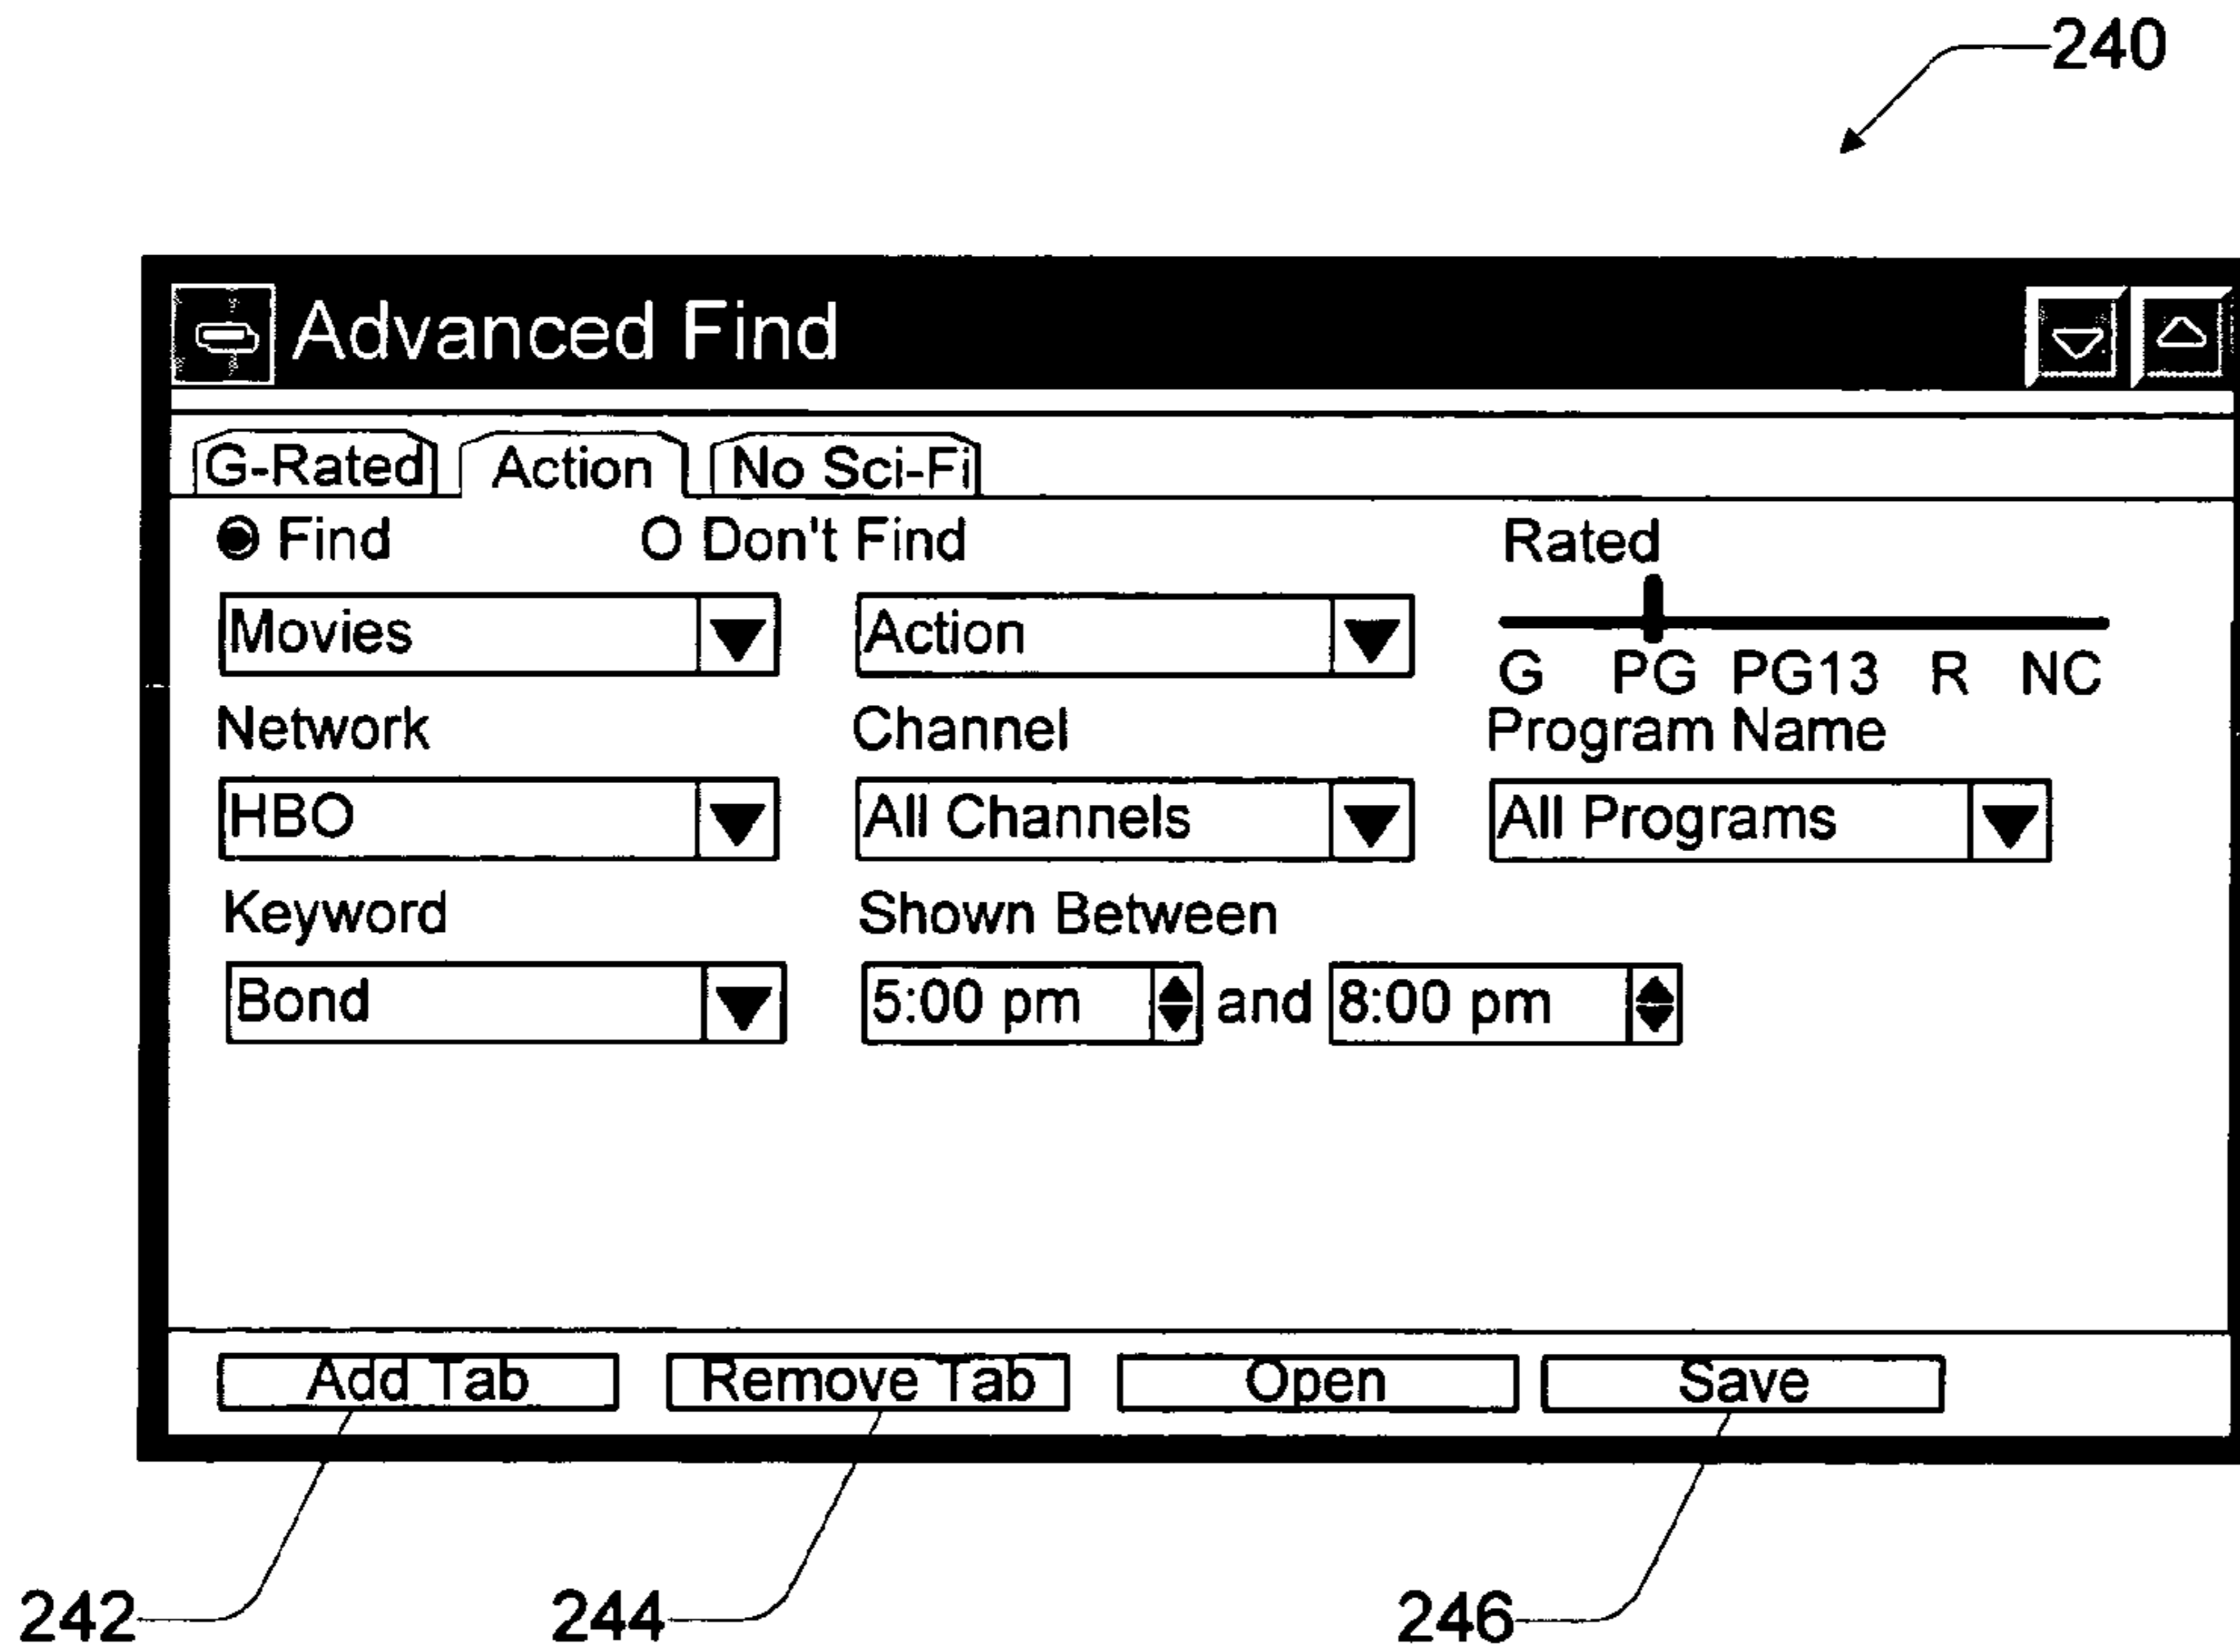 240
Advanced Find
G-Rated Action No Sci-Fi
Find Don't Find Rated
Movies Action
G PG PG13 R NC
Network Channel Program Name
HBO All Channels All Programs
Keyword Shown Between
Bond 5:00 pm and 8:00 pm
Add Tab Remove Tab Open Save
242 244 246